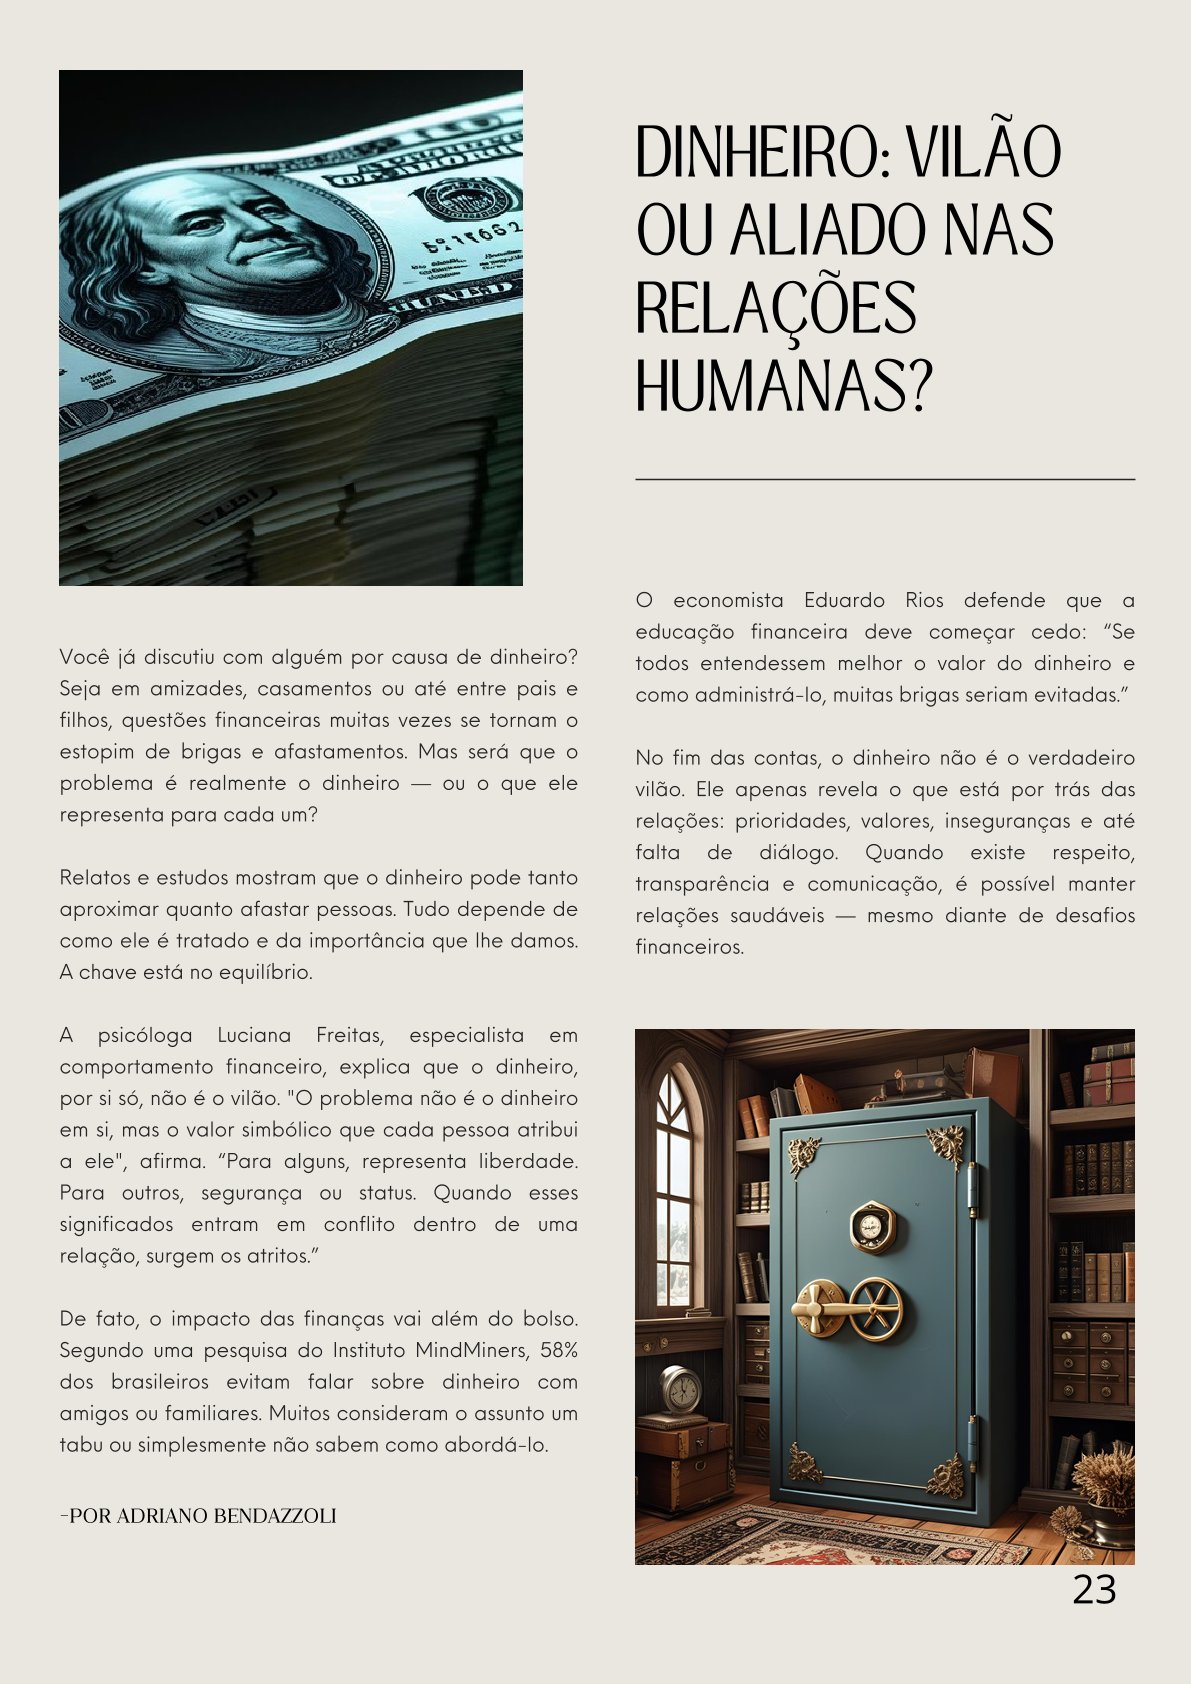 DINHEIRO: VILÃO
OU ALIADO NAS
RELAÇÕES
HUMANAS?
Você já discutiu com alguém por causa de dinheiro?
Seja em amizades, casamentos ou até entre pais e
filhos, questões financeiras muitas vezes se tornam o
estopim de brigas e afastamentos. Mas será que o
problema é realmente o dinheiro — ou o que ele
representa para cada um?
Relatos e estudos mostram que o dinheiro pode tanto
aproximar quanto afastar pessoas. Tudo depende de
como ele é tratado e da importância que lhe damos.
A chave está no equilíbrio.
A psicóloga Luciana Freitas, especialista em
comportamento financeiro, explica que o dinheiro,
por si só, não é o vilão. "O problema não é o dinheiro
em si, mas o valor simbólico que cada pessoa atribui
a ele", afirma. “Para alguns, representa liberdade.
Para outros, segurança ou status. Quando esses
significados entram em conflito dentro de uma
relação, surgem os atritos.”
De fato, o impacto das finanças vai além do bolso.
Segundo uma pesquisa do Instituto MindMiners, 58%
dos brasileiros evitam falar sobre dinheiro com
amigos ou familiares. Muitos consideram o assunto um
tabu ou simplesmente não sabem como abordá-lo.
-POR ADRIANO BENDAZZOLI
O economista Eduardo Rios defende que a
educação financeira deve começar cedo: “Se
todos entendessem melhor o valor do dinheiro e
como administrá-lo, muitas brigas seriam evitadas.”
No fim das contas, o dinheiro não é o verdadeiro
vilão. Ele apenas revela o que está por trás das
relações: prioridades, valores, inseguranças e até
falta de diálogo. Quando existe respeito,
transparência e comunicação, é possível manter
relações saudáveis — mesmo diante de desafios
financeiros.
23